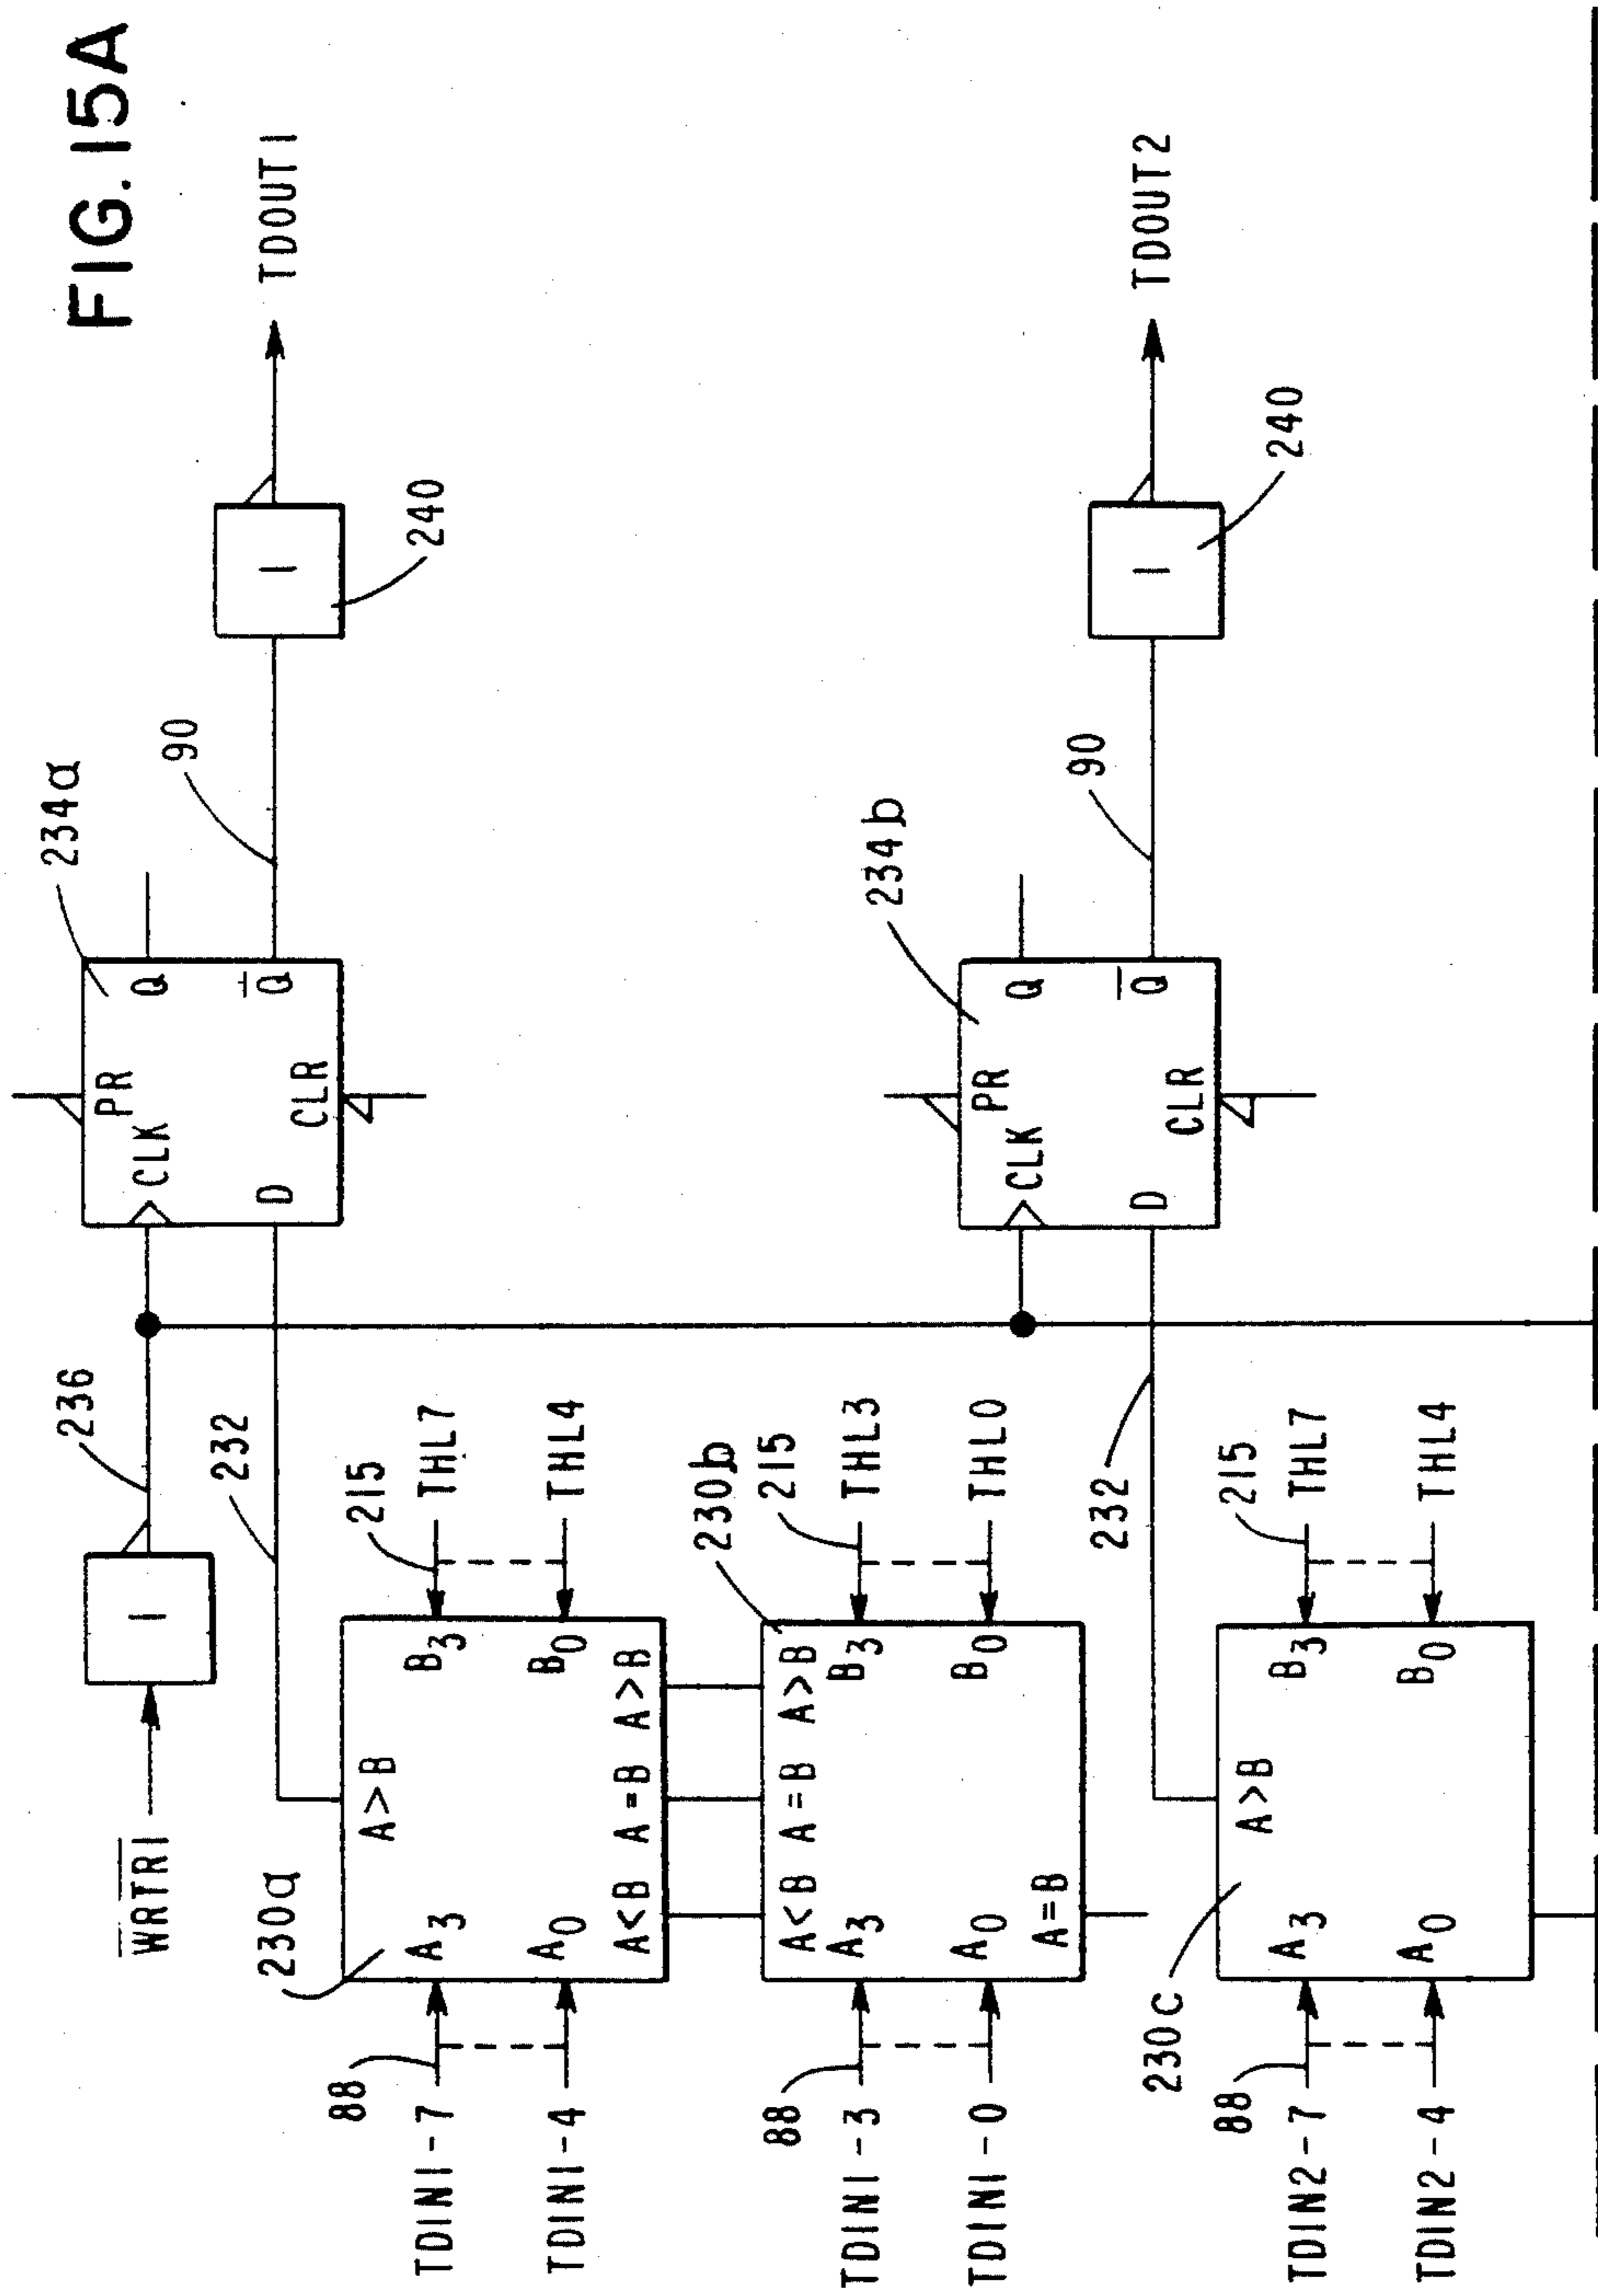 FIG. 15A
WRTR1
I
236
234a
PR
CLK
Q
D
Q
CLR
90
I
240
TDOUT1
232
230a
A>B
88
TDIN1-7
A3
B3
215
THL7
TDIN1-4
A0
B0
THL4
A<B A=B A>B
230b
A<B A=B A>B
88
TDIN1-3
A3
B3
215
THL3
TDIN1-0
A0
B0
THL0
A=B
234b
PR
CLK
Q
D
Q
CLR
90
I
240
TDOUT2
232
230c
A>B
88
TDIN2-7
A3
B3
215
THL7
TDIN2-4
A0
B0
THL4